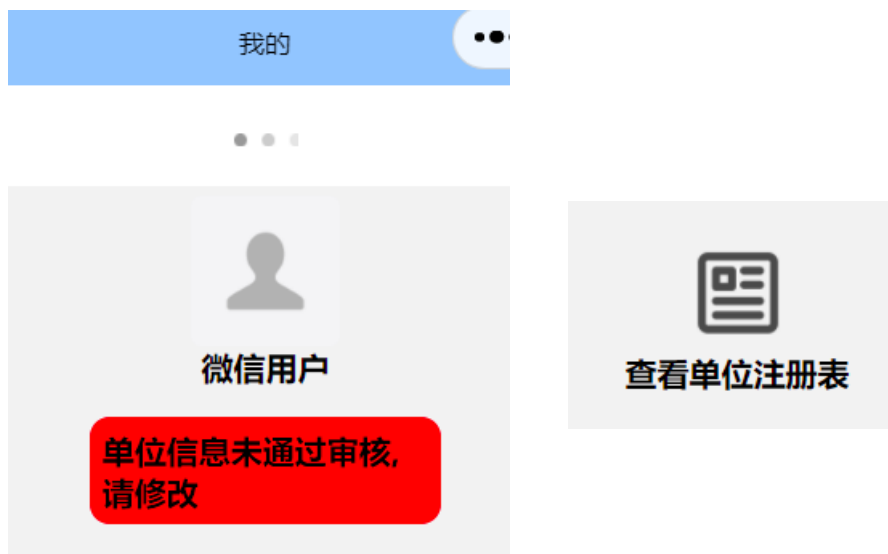 我的
微信用户
单位信息未通过审核,
请修改
查看单位注册表